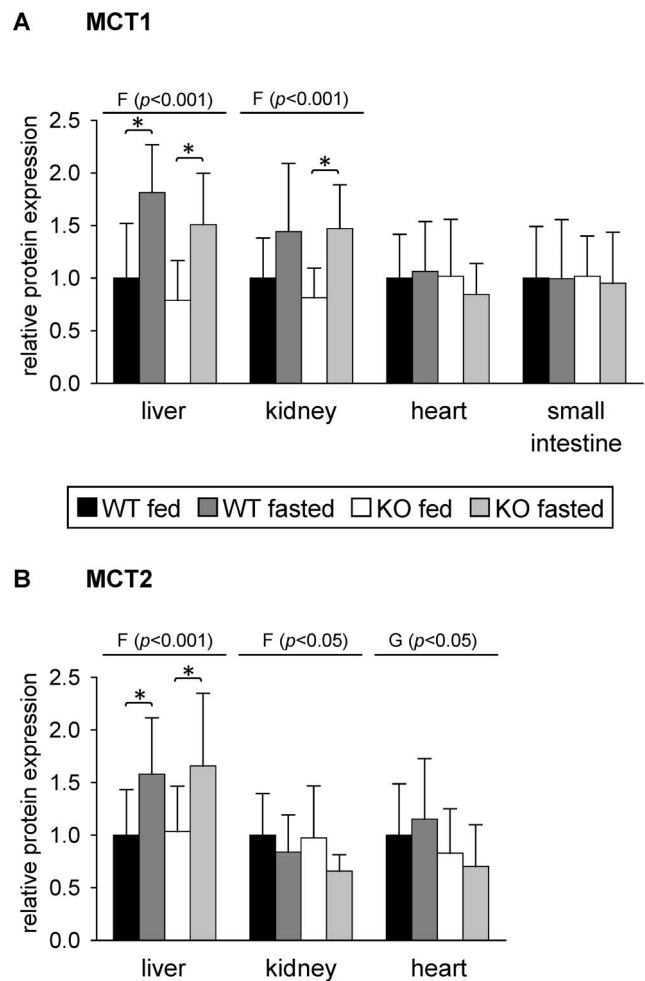 A MCT1
F (p<0.001) F (p<0.001)
relative protein expression
2.5
2.0
1.5
1.0
0.5
0.0
* * *
liver kidney heart small
intestine
WT fed WT fasted KO fed KO fasted
B MCT2
F (p<0.001) F (p<0.05) G (p<0.05)
relative protein expression
2.5
2.0
1.5
1.0
0.5
0.0
* *
liver kidney heart